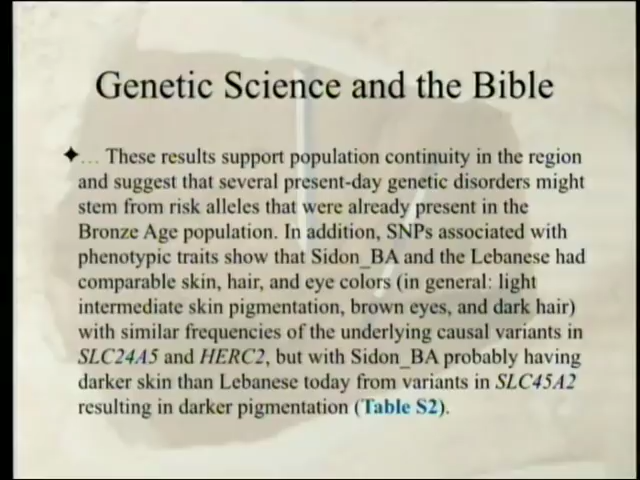 Genetic Science and the Bible
✦… These results support population continuity in the region
and suggest that several present-day genetic disorders might
stem from risk alleles that were already present in the
Bronze Age population. In addition, SNPs associated with
phenotypic traits show that Sidon_BA and the Lebanese had
comparable skin, hair, and eye colors (in general: light
intermediate skin pigmentation, brown eyes, and dark hair)
with similar frequencies of the underlying causal variants in
SLC24A5 and HERC2, but with Sidon_BA probably having
darker skin than Lebanese today from variants in SLC45A2
resulting in darker pigmentation (Table S2).